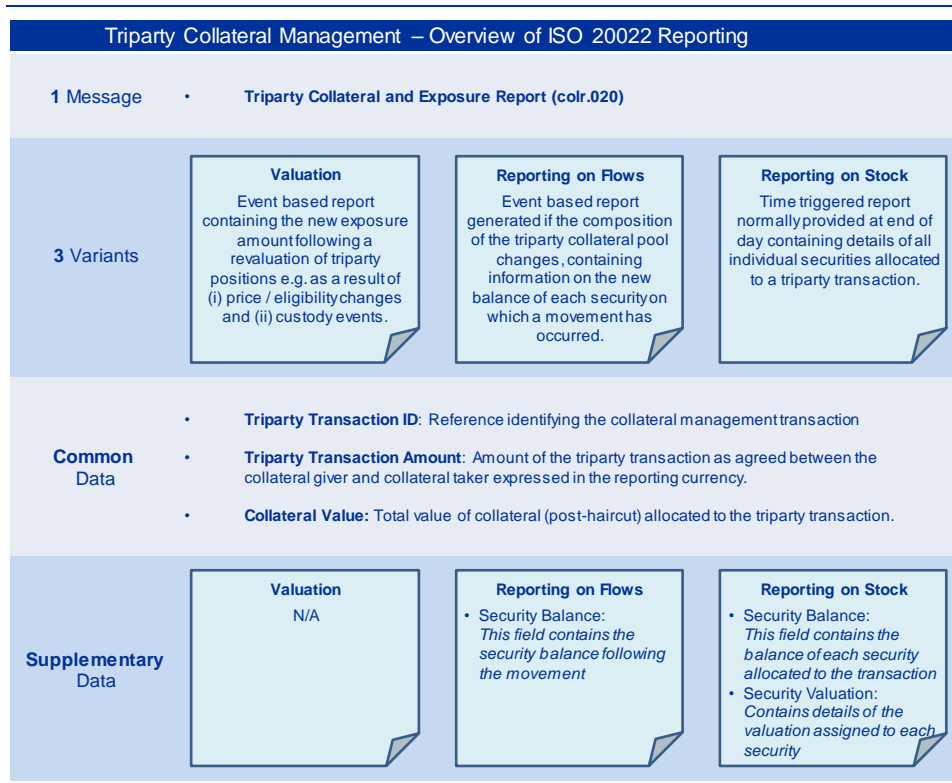 Triparty Collateral Management – Overview of ISO 20022 Reporting
1 Message
• Triparty Collateral and Exposure Report (colr.020)
3 Variants
Valuation
Event based report
containing the new exposure
amount following a
revaluation of triparty
positions e.g. as a result of
(i) price / eligibility changes
and (ii) custody events.
Reporting on Flows
Event based report
generated if the composition
of the triparty collateral pool
changes, containing
information on the new
balance of each security on
which a movement has
occurred.
Reporting on Stock
Time triggered report
normally provided at end of
day containing details of all
individual securities allocated
to a triparty transaction.
Common
Data
• Triparty Transaction ID: Reference identifying the collateral management transaction
• Triparty Transaction Amount: Amount of the triparty transaction as agreed between the
collateral giver and collateral taker expressed in the reporting currency.
• Collateral Value: Total value of collateral (post-haircut) allocated to the triparty transaction.
Supplementary
Data
Valuation
N/A
Reporting on Flows
• Security Balance:
This field contains the
security balance following
the movement
Reporting on Stock
• Security Balance:
This field contains the
balance of each security
allocated to the transaction
• Security Valuation:
Contains details of the
valuation assigned to each
security